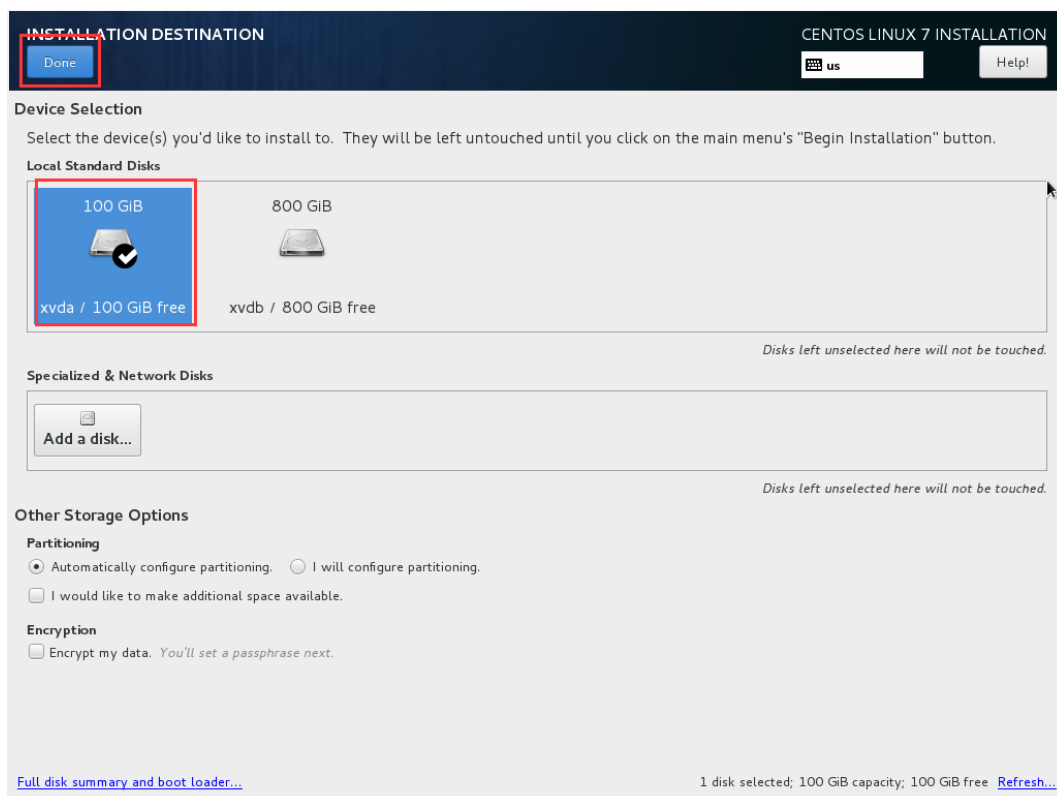 INSTALLATION DESTINATION
CENTOS LINUX 7 INSTALLATION
Done
us
Help!
Device Selection
Select the device(s) you'd like to install to. They will be left untouched until you click on the main menu's "Begin Installation" button.
Local Standard Disks
100 GiB
800 GiB
xvda / 100 GiB free
xvdb / 800 GiB free
Disks left unselected here will not be touched.
Specialized & Network Disks
Add a disk...
Disks left unselected here will not be touched.
Other Storage Options
Partitioning
Automatically configure partitioning. I will configure partitioning.
I would like to make additional space available.
Encryption
Encrypt my data. You'll set a passphrase next.
Full disk summary and boot loader...
1 disk selected; 100 GiB capacity; 100 GiB free Refresh...